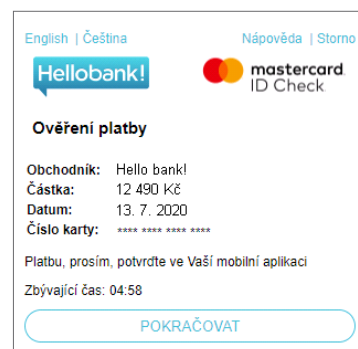 English | Čeština
Nápověda | Storno
Hellobank!
mastercard.
ID Check
Ověření platby
Obchodník: Hello bank!
Částka: 12 490 Kč
Datum: 13. 7. 2020
Číslo karty: **** **** **** ****
Platbu, prosím, potvrďte ve Vaší mobilní aplikaci
Zbývající čas: 04:58
POKRAČOVAT